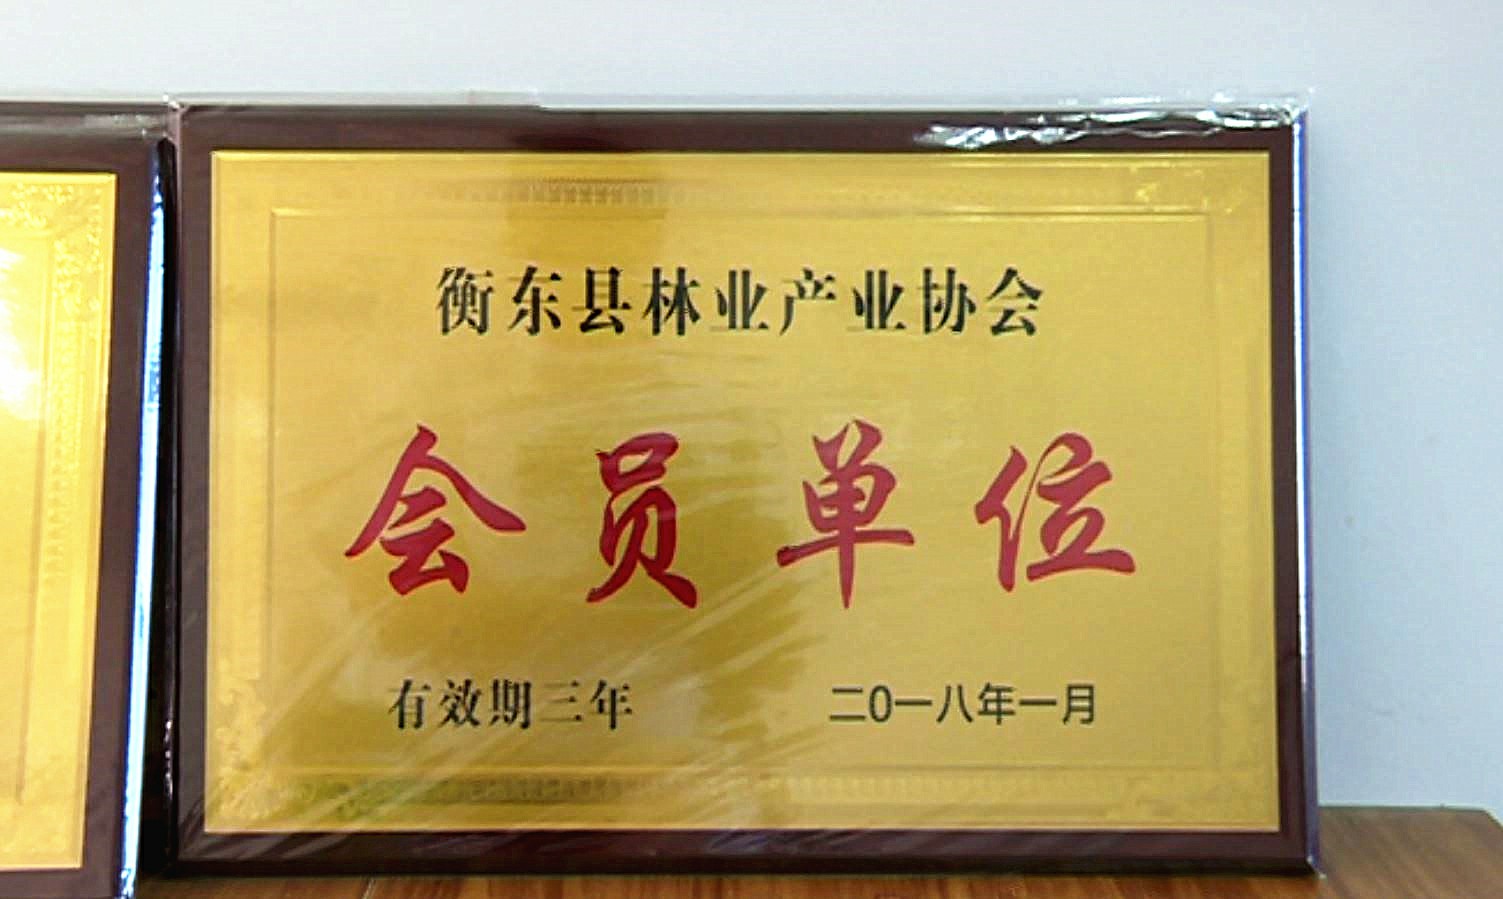 衡东县林业产业协会
会员单位
有效期三年 二0一八年一月